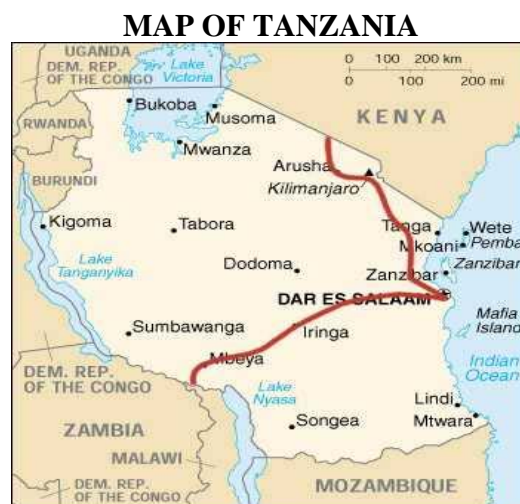 MAP OF TANZANIA
UGANDA
DEM. REP.
OF THE CONGO
Lake
Victoria
0 100 200 km
0 100 200 mi
Bukoba
Musoma
KENYA
RWANDA
Mwanza
Arusha
Kilimanjaro
BURUNDI
Kigoma
Tabora
Tanga
Wete
Mkoani
Pemba
Lake
Tanganyika
Dodoma
Zanzibar
Zanzibar
DAR ES SALAAM
Mafia
Island
Sumbawanga
Iringa
Mbeya
Indian
Ocean
DEM. REP.
OF THE CONGO
Lake
Nyasa
Lindi
Mtwara
Songea
ZAMBIA
MALAWI
DEM. REP.
OF THE CONGO
MOZAMBIQUE